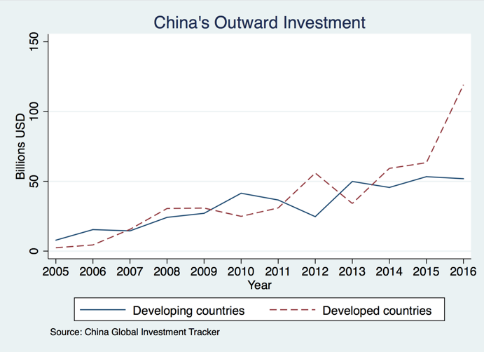 China's Outward Investment
Billions USD
150
100
50
0
2005 2006 2007 2008 2009 2010 2011 2012 2013 2014 2015 2016
Year
Developing countries Developed countries
Source: China Global Investment Tracker